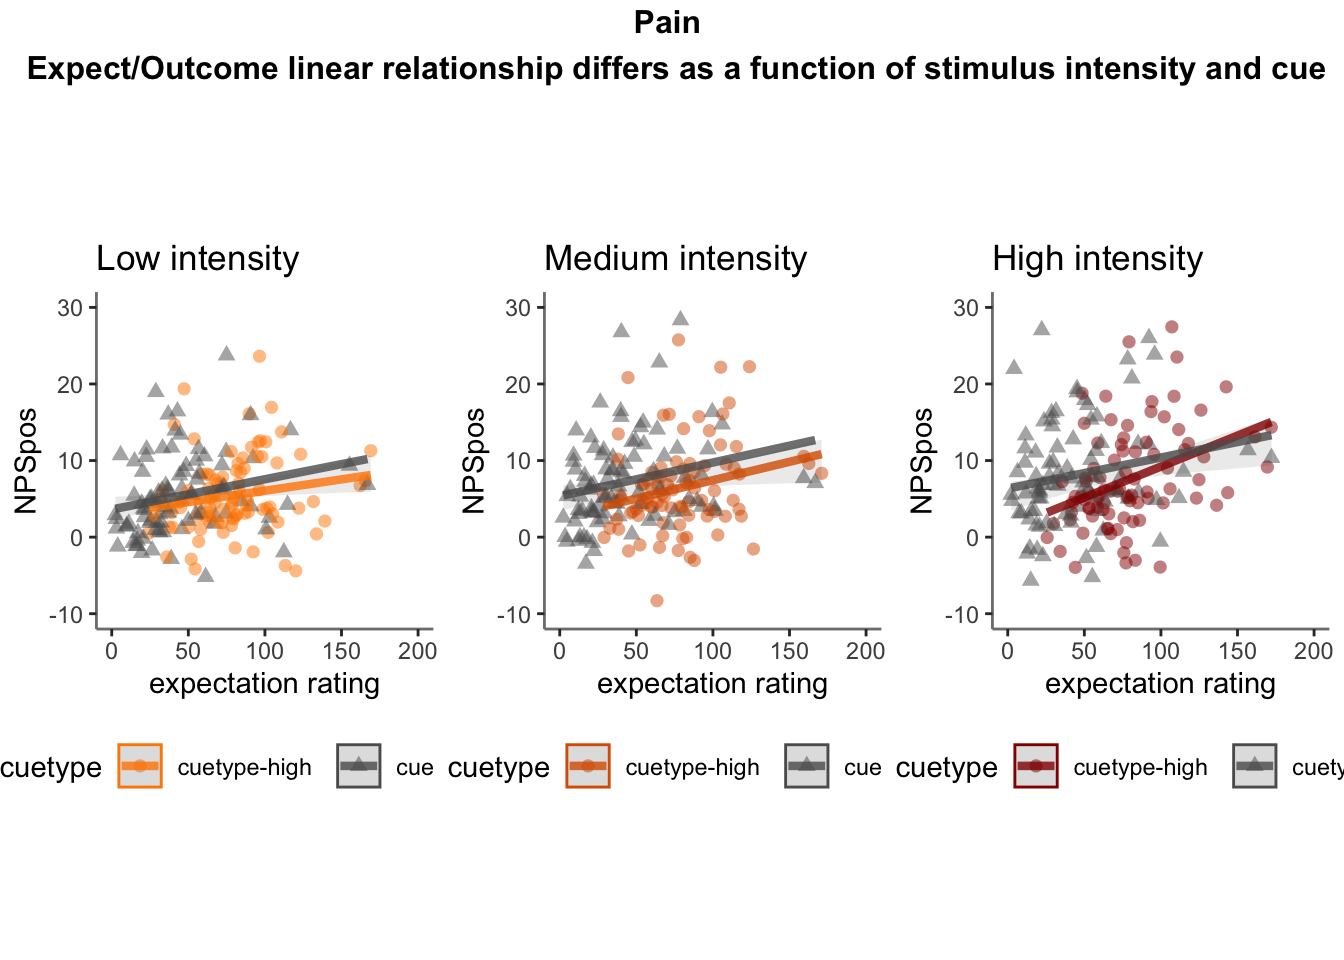 Pain
Expect/Outcome linear relationship differs as a function of stimulus intensity and cue
Low intensity
Medium intensity
High intensity
30
20
10
0
-10
NPSpos
0 50 100 150 200
expectation rating
30
20
10
0
-10
NPSpos
0 50 100 150 200
expectation rating
30
20
10
0
-10
NPSpos
0 50 100 150 200
expectation rating
cuetype cuetype-high cue
cuetype cuetype-high cue
cuetype cuetype-high cuety